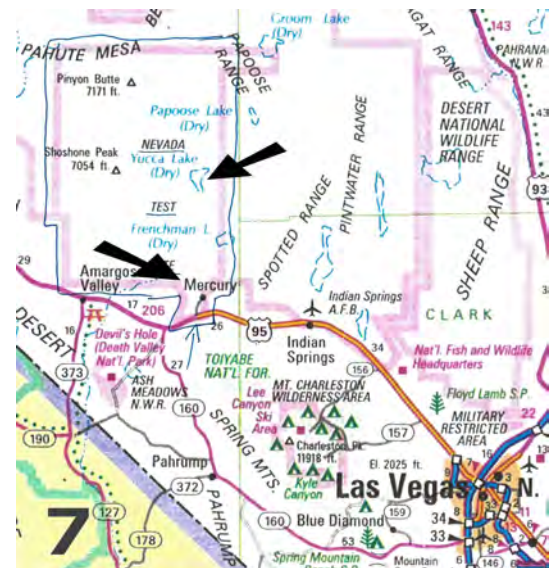 Groom Lake
(Dry)
143
PAHUTE MESA
PAPOOSE
RANGE
PAHRANA
N.W.R.
Pinyon Butte
7171 ft.
Papoose Lake
(Dry)
DESERT
NATIONAL
WILDLIFE
RANGE
NEVADA
Yucca Lake
(Dry)
Shoshone Peak
7054 ft.
93
PINTWATER RANGE
SPOTTED RANGE
SHEEP RANGE
TEST
Frenchman L.
(Dry)
29
Amargosa
Valley
Mercury
17
206
26
16
95
Indian Springs
A.F.B.
CLARK
Indian
Springs
34
156
DESERT
Devil's Hole
(Death Valley
Nat'l. Park)
27
TOIYABE
NAT'L. FOR.
Nat'l. Fish and Wildlife
Headquarters
373
ASH
MEADOWS
N.W.R.
160
Lee
Canyon
Ski
Area
MT. CHARLESTON
WILDERNESS AREA
Floyd Lamb S.P.
22
157
MILITARY
RESTRICTED
AREA
190
SPRING MTS.
Charleston Pk.
11918 ft.
Kyle
Canyon
El. 2025 ft.
Pahrump
372
Las Vegas
N.
127
160
159
Blue Diamond
34
33
7
178
PAHRUMP
53
Spring Mountain
Mountain
146